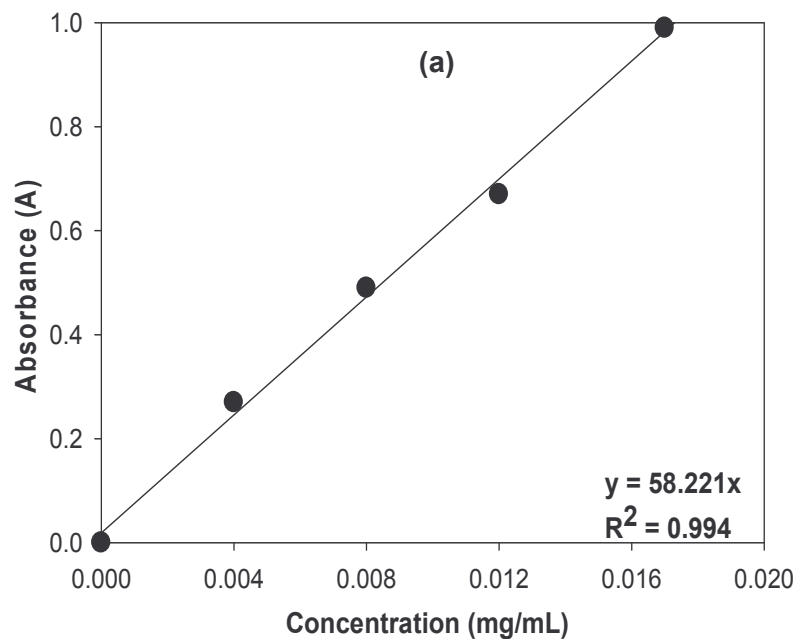 1.0
(a)
0.8
0.6
Absorbance (A)
0.4
0.2
y = 58.221x
R² = 0.994
0.0
0.000 0.004 0.008 0.012 0.016 0.020
Concentration (mg/mL)